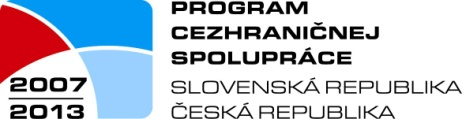 PROGRAM
CEZHRANIČNEJ
SPOLUPRÁCE
SLOVENSKÁ REPUBLIKA
ČESKÁ REPUBLIKA
2007
2013